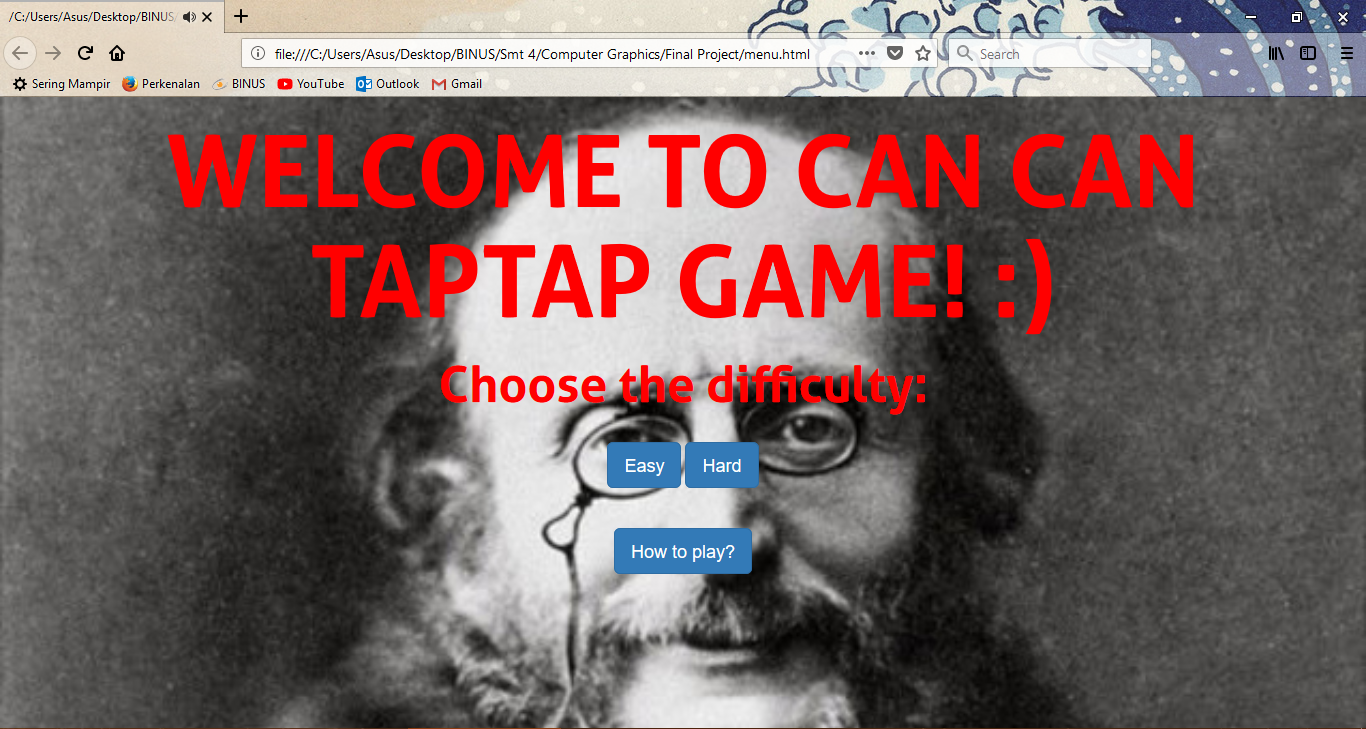 /C:/Users/Asus/Desktop/BINUS/
file:///C:/Users/Asus/Desktop/BINUS/Smt 4/Computer Graphics/Final Project/menu.html
Search
Sering Mampir
Perkenalan
BINUS
YouTube
Outlook
Gmail
WELCOME TO CAN CAN
TAPTAP GAME! :)
Choose the difficulty:
Easy
Hard
How to play?